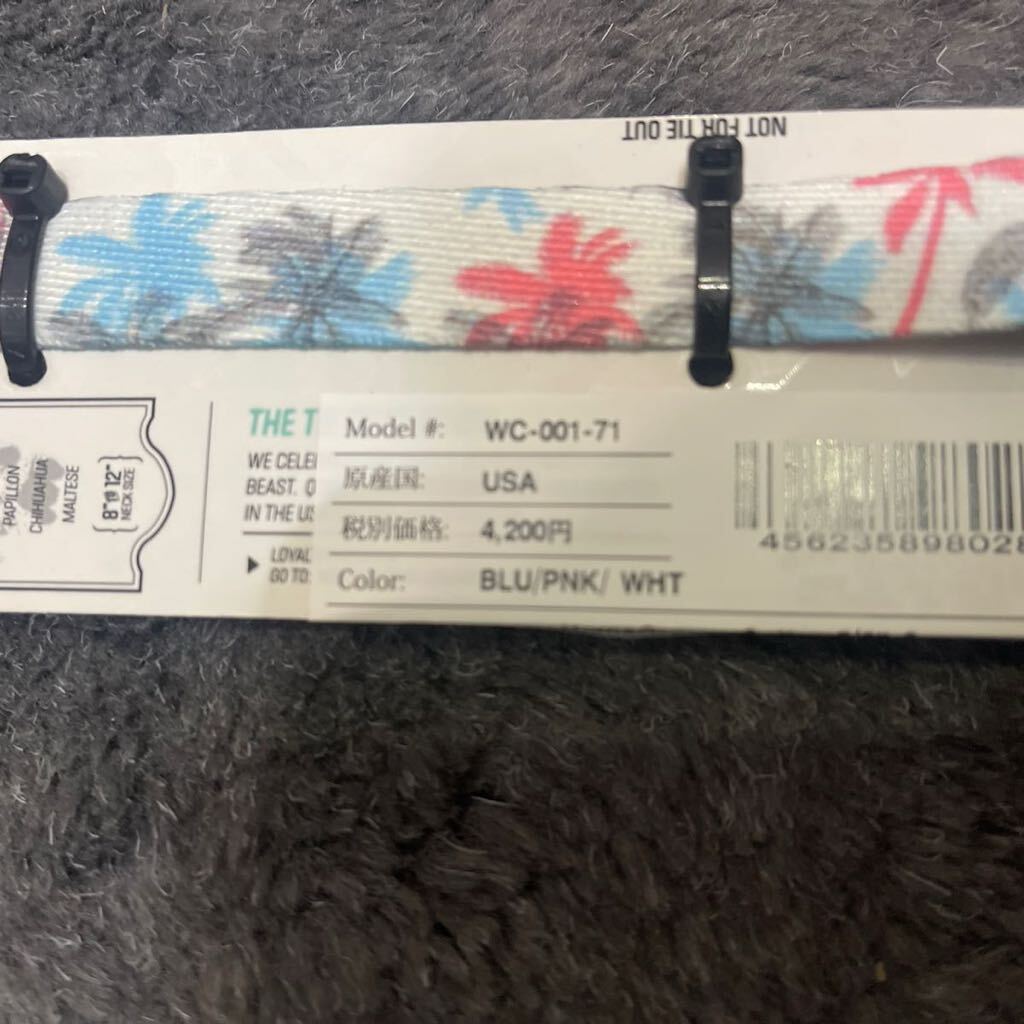 NOT FOR TIE OUT
PAPILLON
CHIHUAHUA
MALTESE
8" TO 12"
NECK SIZE
THE T
WE CELE
BEAST.
IN THE US
LOYAL
GO TO:
Model #: WC-001-71
原産国: USA
税別価格: 4,200円
Color: BLU/PNK/ WHT
456235898028